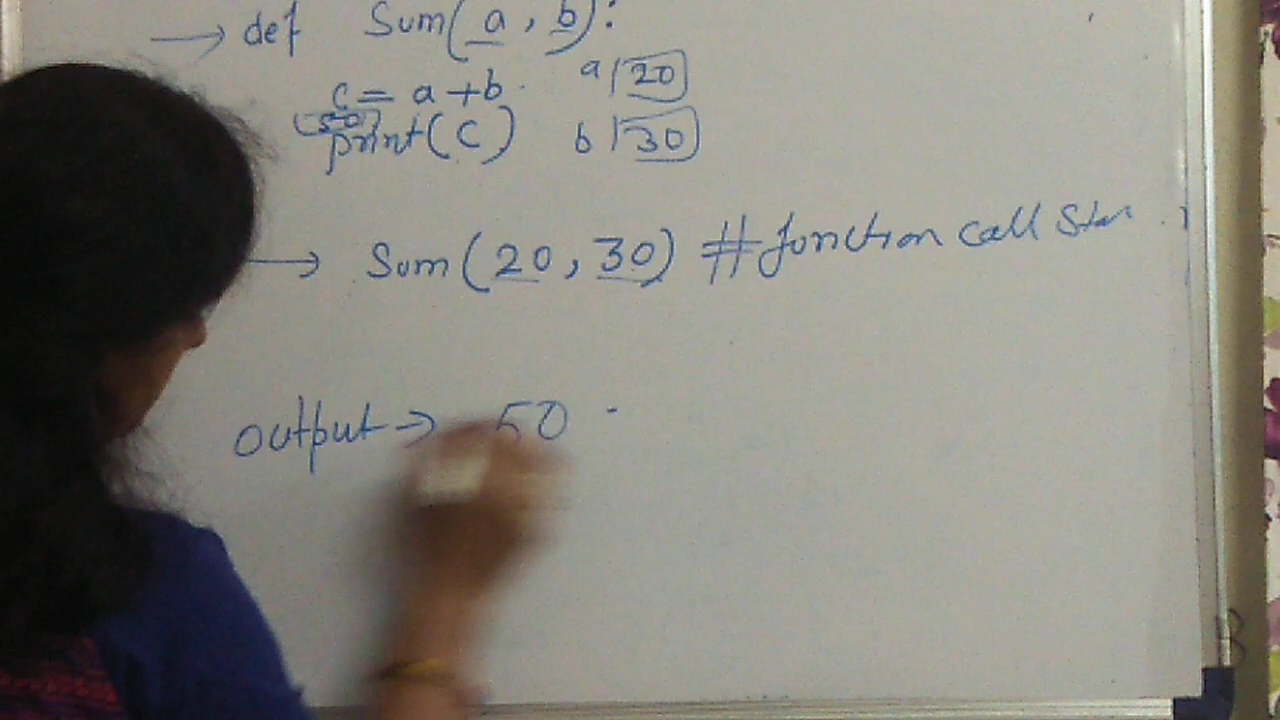 → def Sum(a, b):
c = a + b a 20
50
print(c) b 30
→ Sum(20, 30) # function call
output → 50